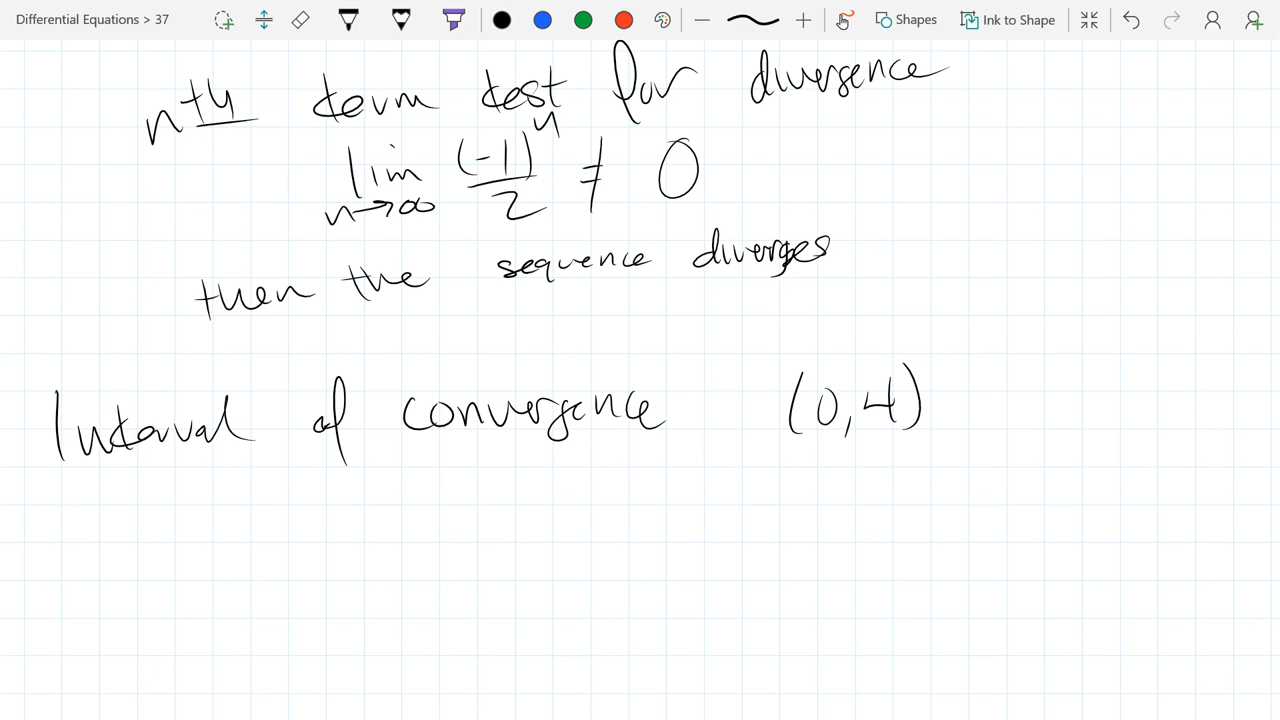 Differential Equations > 37
Shapes
Ink to Shape
nth term test for divergence
lim n→∞ (-1)^n / 2 ≠ 0
then the sequence diverges
Interval of convergence (0,4)